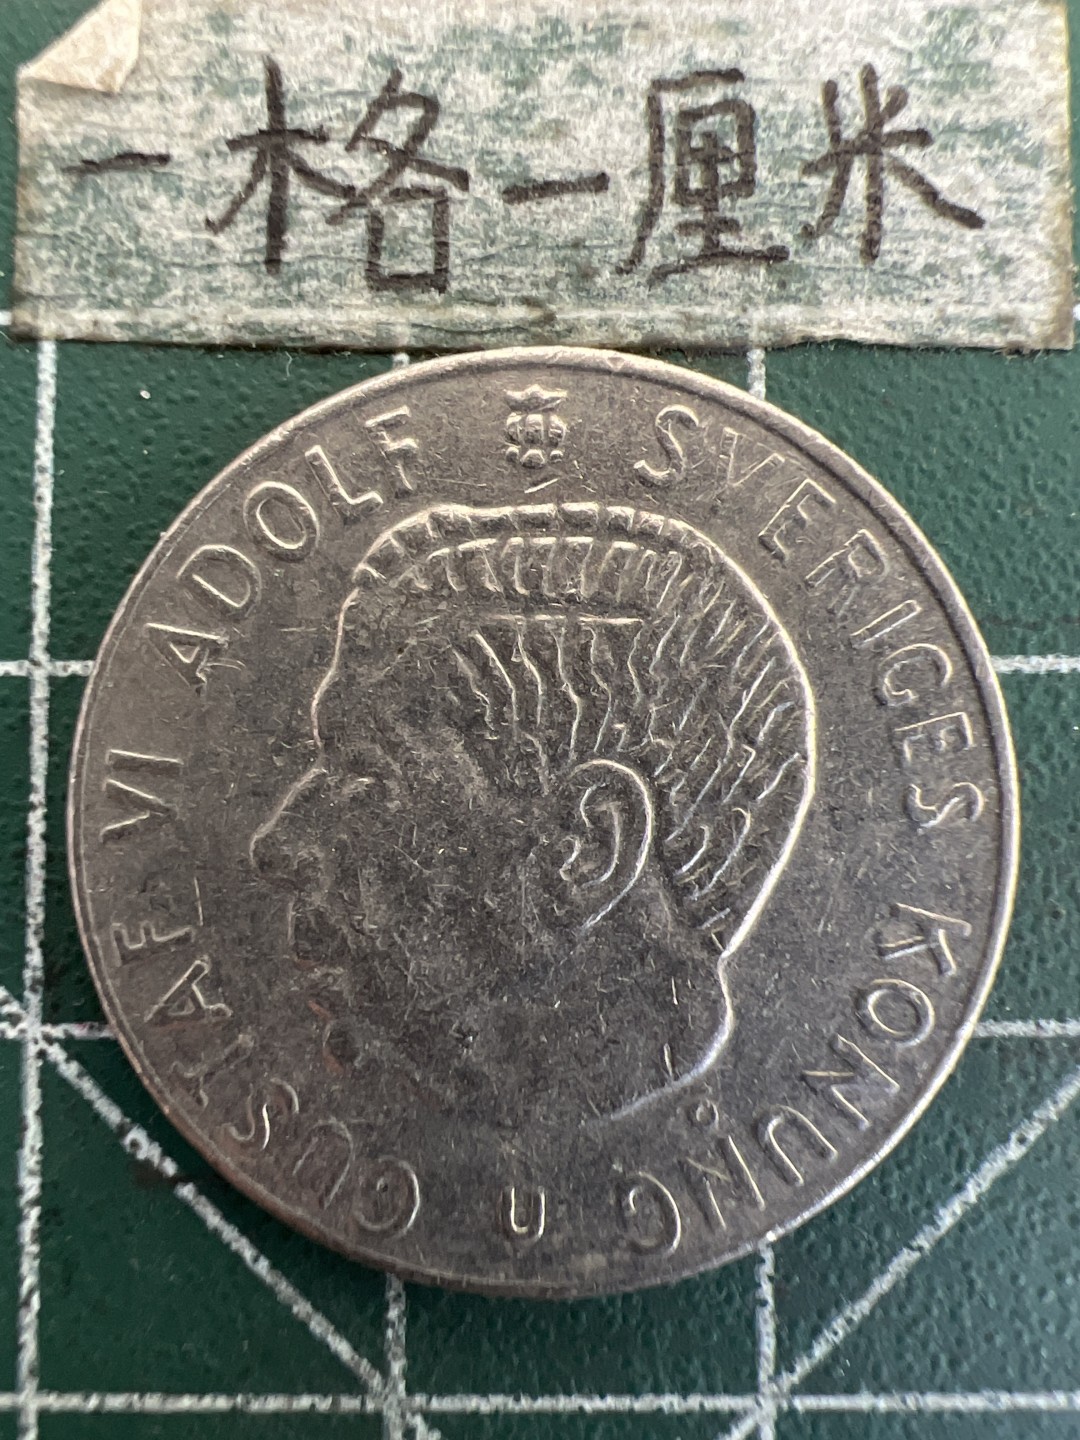 一格一厘米
GUSTAF VI ADOLF SVERIGES KONUNG
U